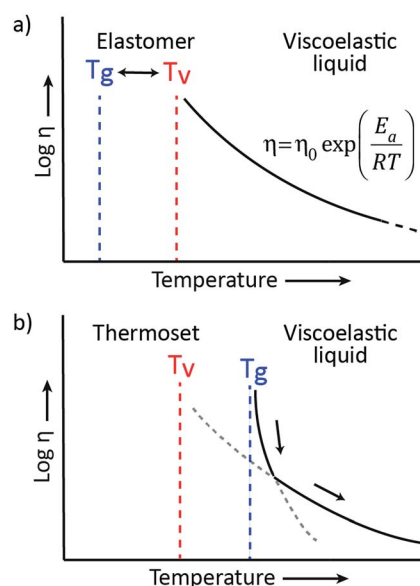 a)
Elastomer
Viscoelastic
liquid
Tg
Tv
η=η0 exp(Ea/RT)
Log η
Temperature
b)
Thermoset
Viscoelastic
liquid
Tv
Tg
Log η
Temperature